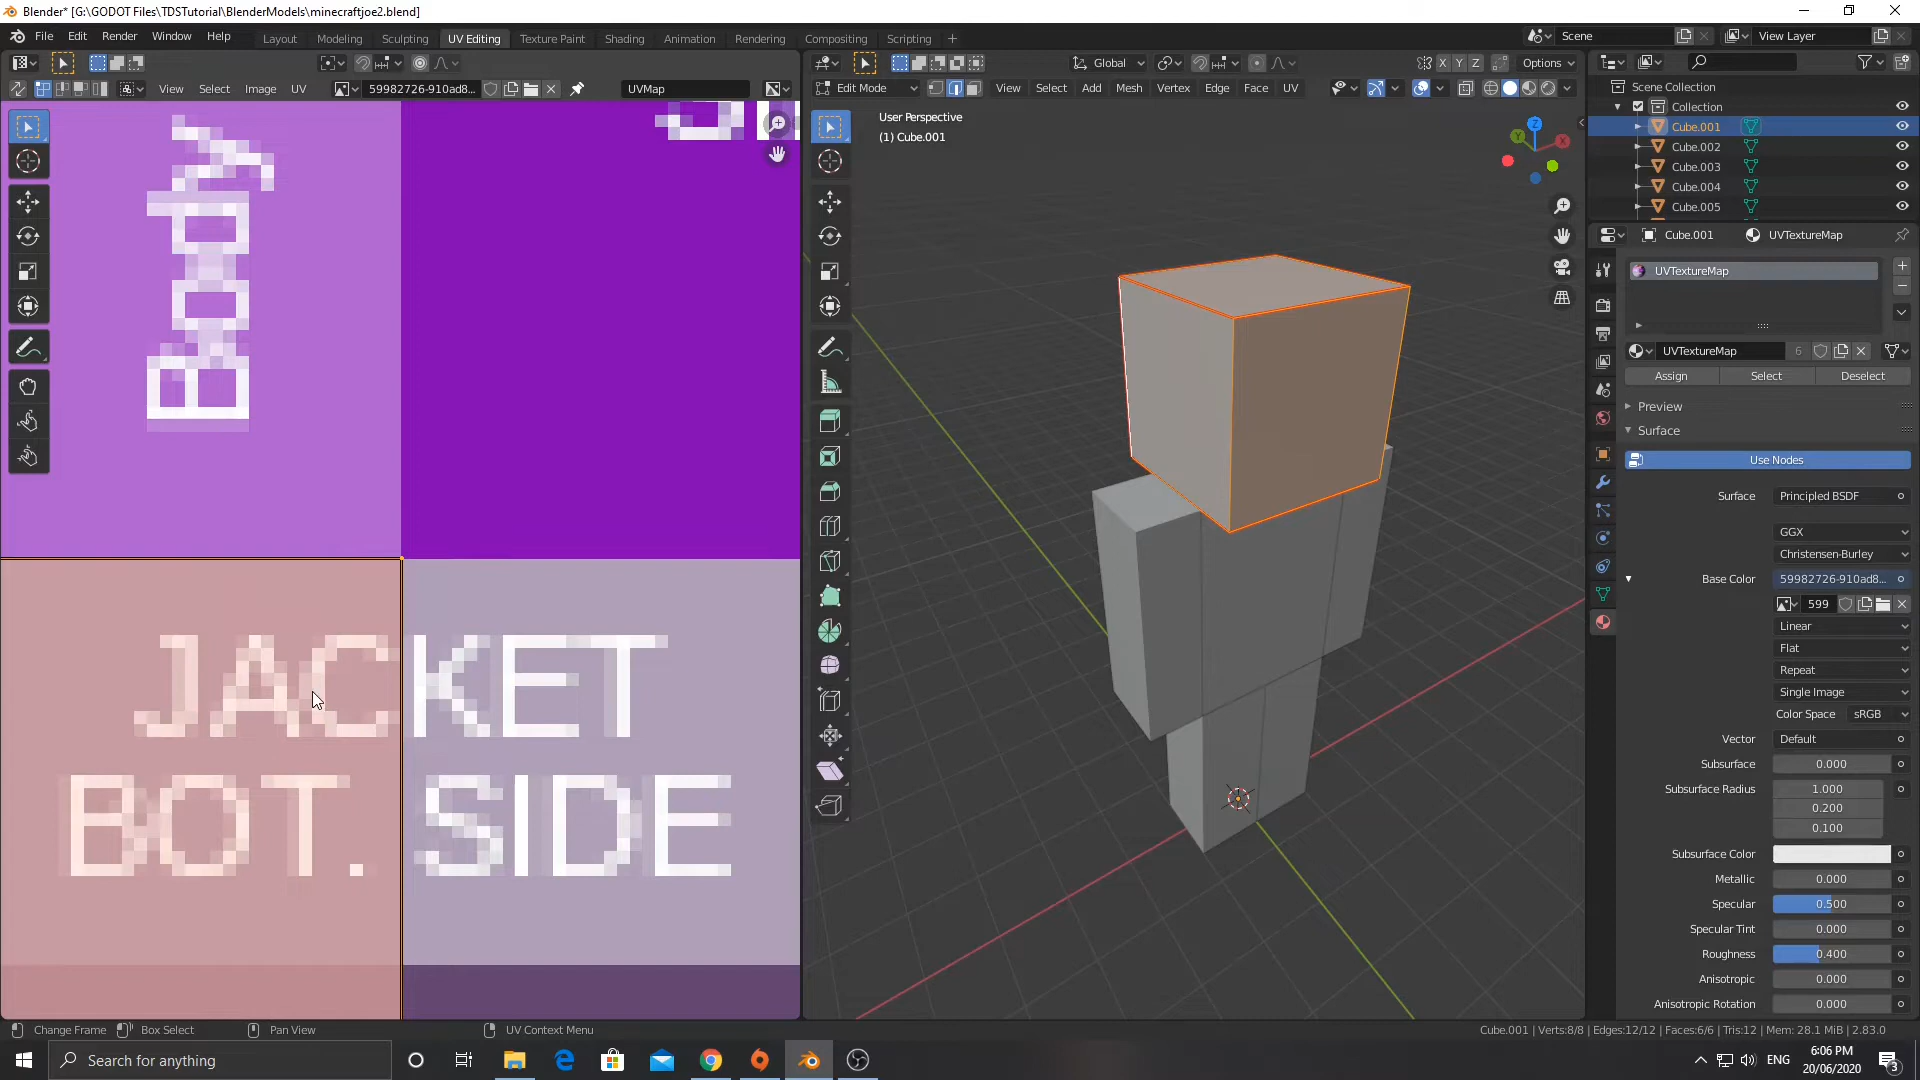 Blender* [G:\GODOT Files\TDSTutorial\BlenderModels\minecraftjoe2.blend]
File Edit Render Window Help Layout Modeling Sculpting UV Editing Texture Paint Shading Animation Rendering Compositing Scripting + Scene View Layer
Global X Y Z Options
View Select Image UV 59982726-910ad8... UVMap Edit Mode View Select Add Mesh Vertex Edge Face UV
Scene Collection
Collection
Cube.001
Cube.002
Cube.003
Cube.004
Cube.005
User Perspective
(1) Cube.001
Z
X
Y
Cube.001 UVTextureMap
UVTextureMap
UVTextureMap 6
Assign Select Deselect
Preview
Surface
Use Nodes
Surface Principled BSDF
GGX
Christensen-Burley
Base Color 59982726-910ad8...
599
Linear
Flat
Repeat
Single Image
Color Space sRGB
Vector Default
Subsurface 0.000
Subsurface Radius 1.000
0.200
0.100
Subsurface Color
Metallic 0.000
Specular 0.500
Specular Tint 0.000
Roughness 0.400
Anisotropic 0.000
Anisotropic Rotation 0.000
JACKET
BOT. SIDE
Change Frame Box Select Pan View UV Context Menu Cube.001 | Verts:8/8 | Edges:12/12 | Faces:6/6 | Tris:12 | Mem: 28.1 MiB | 2.83.0
Search for anything
ENG
6:06 PM
20/06/2020
3